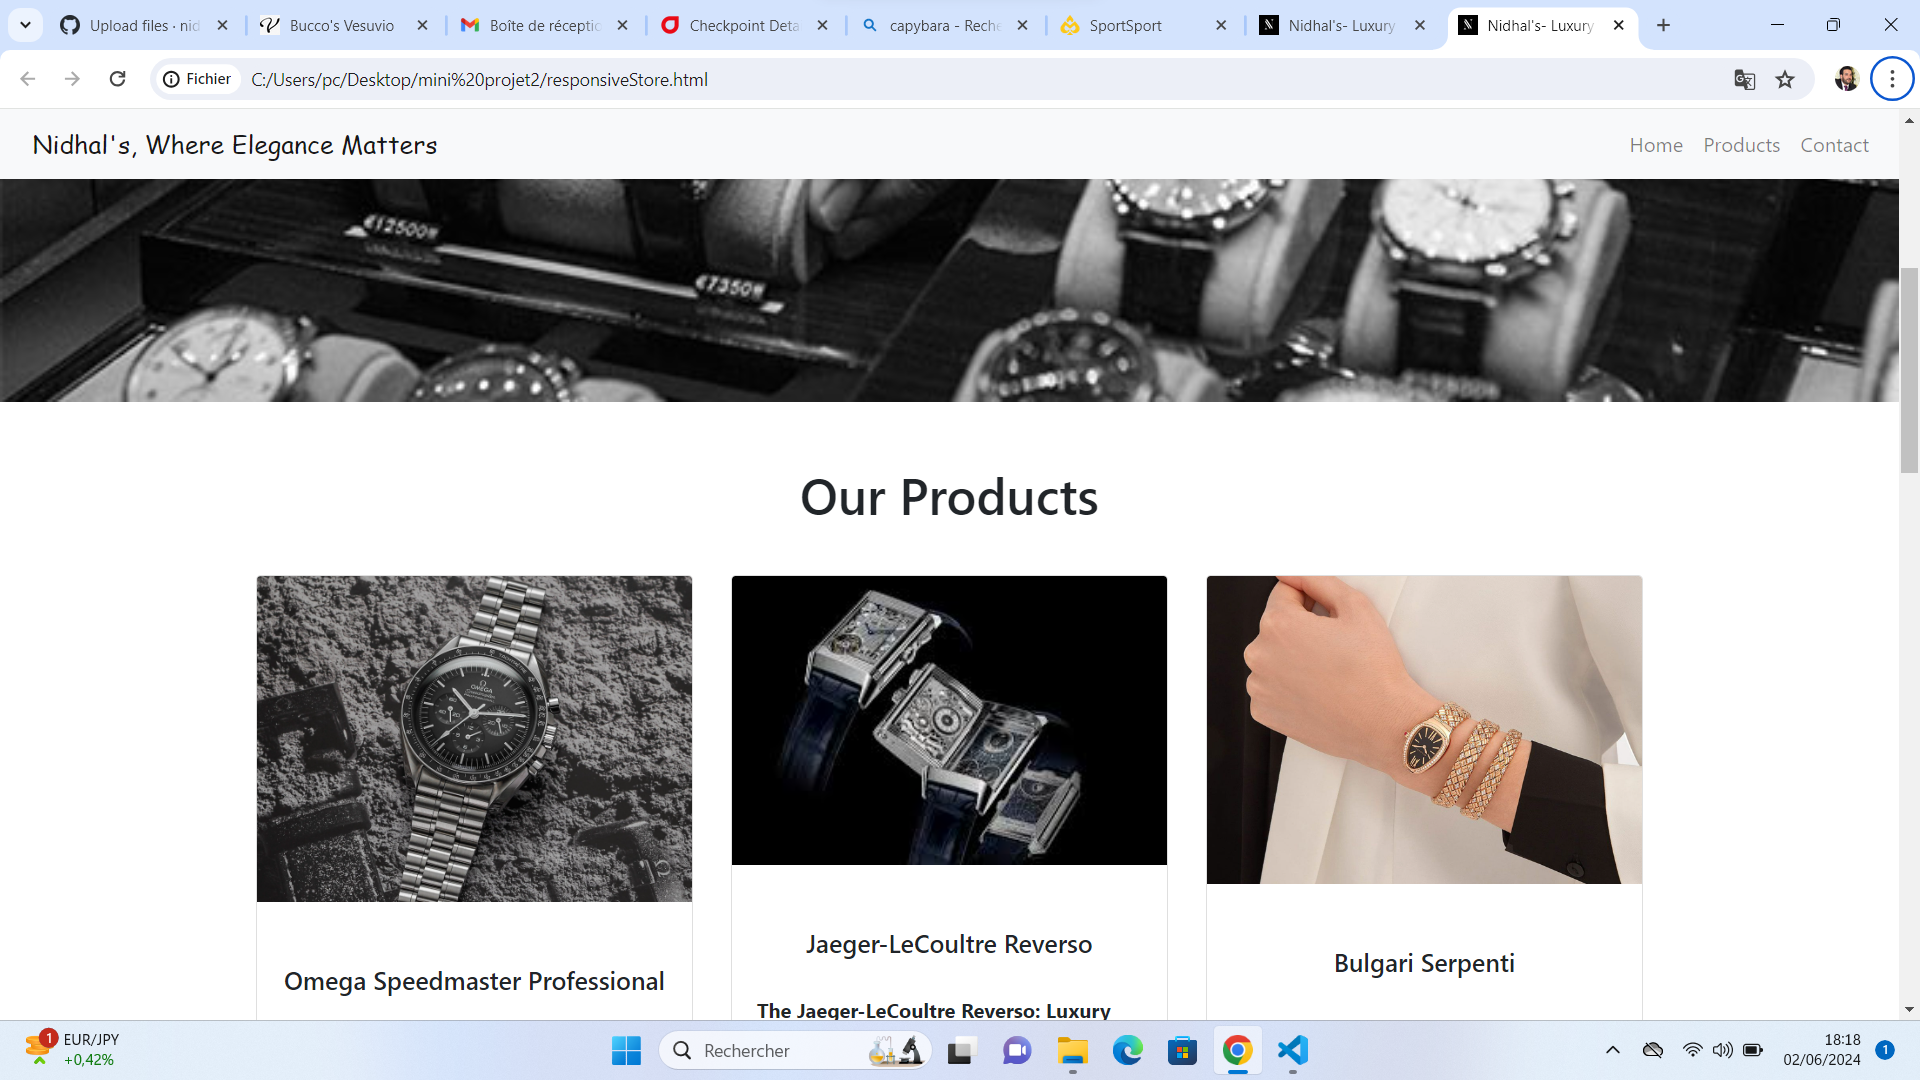 Upload files · nid
Bucco's Vesuvio
Boîte de réceptic
Checkpoint Deta
capybara - Reche
SportSport
Nidhal's- Luxury
Nidhal's- Luxury
Fichier
C:/Users/pc/Desktop/mini%20projet2/responsiveStore.html
Nidhal's, Where Elegance Matters
Home
Products
Contact
€12500
€7350
Our Products
OMEGA
Omega Speedmaster Professional
Jaeger-LeCoultre Reverso
The Jaeger-LeCoultre Reverso: Luxury
Bulgari Serpenti
1
EUR/JPY
+0,42%
Rechercher
18:18
02/06/2024
1